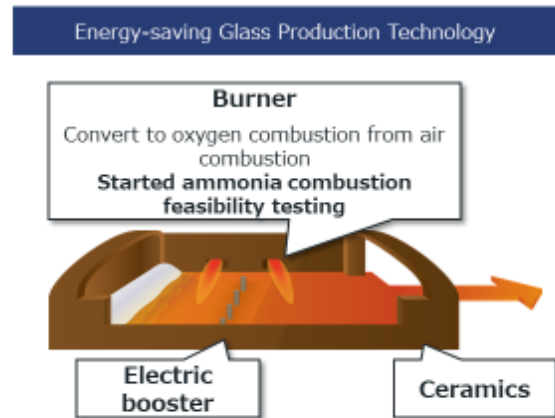 Energy-saving Glass Production Technology
Burner
Convert to oxygen combustion from air
combustion
Started ammonia combustion
feasibility testing
Electric
booster
Ceramics